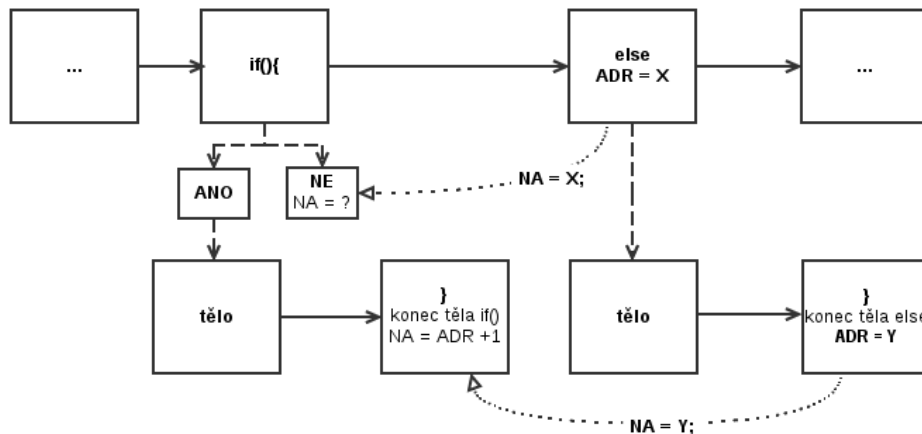 ...
if(){
else
ADR = X
...
ANO
NE
NA = ?
NA = X;
tělo
}
konec těla if()
NA = ADR +1
tělo
}
konec těla else
ADR = Y
NA = Y;